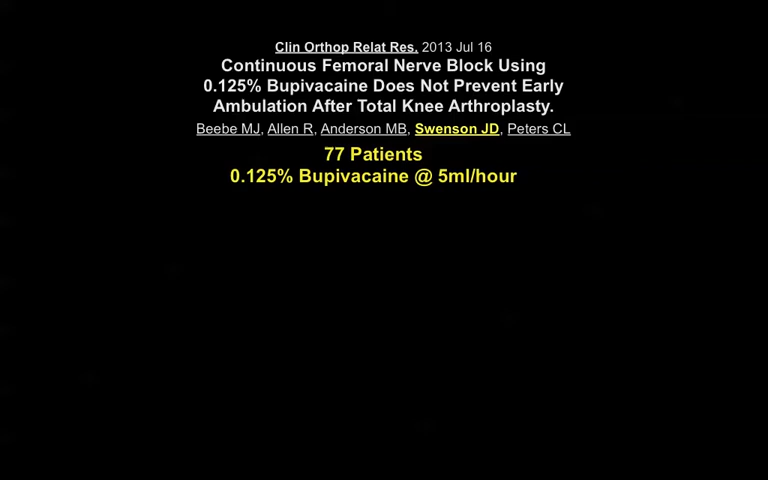 Clin Orthop Relat Res. 2013 Jul 16
Continuous Femoral Nerve Block Using
0.125% Bupivacaine Does Not Prevent Early
Ambulation After Total Knee Arthroplasty.
Beebe MJ, Allen R, Anderson MB, Swenson JD, Peters CL
77 Patients
0.125% Bupivacaine @ 5ml/hour